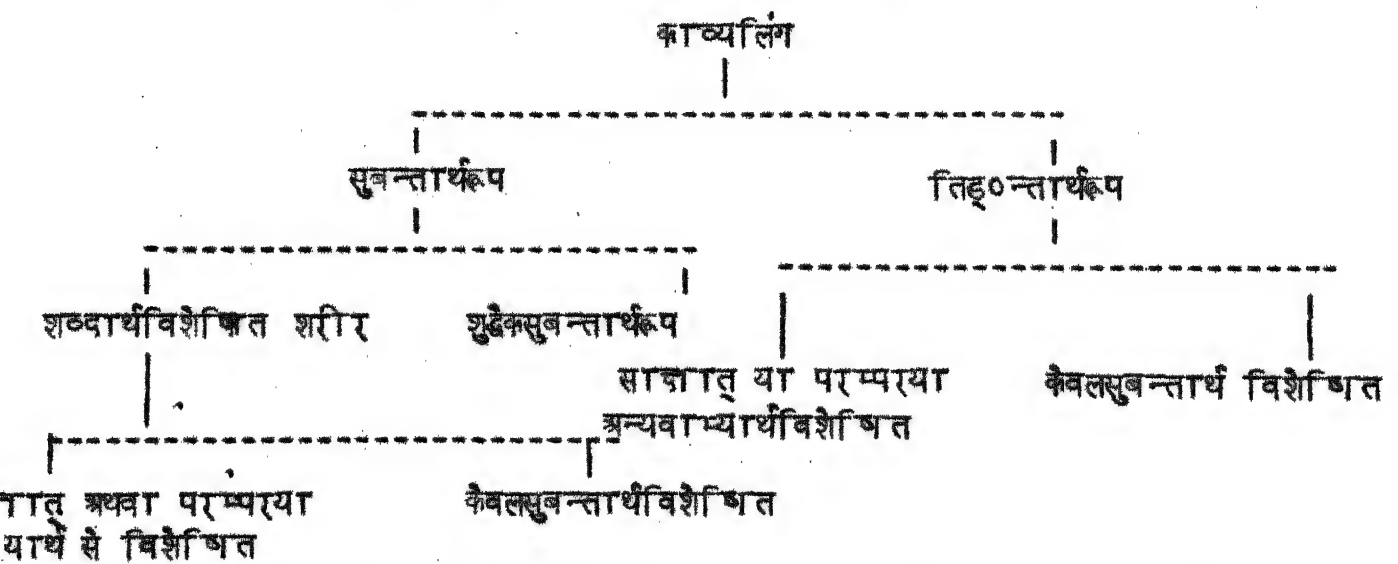 काव्यलिंग
सुबन्तार्थरूप
तिड्०न्तार्थरूप
शब्दार्थविशेषित शरीर
शुद्धैकसुबन्तार्थरूप
साक्षात् या परम्परया
अन्यवाक्यार्थविशेषित
केवलसुबन्तार्थ विशेषित
अथवा परम्परया
केवलसुबन्तार्थविशेषित
से विशेषित